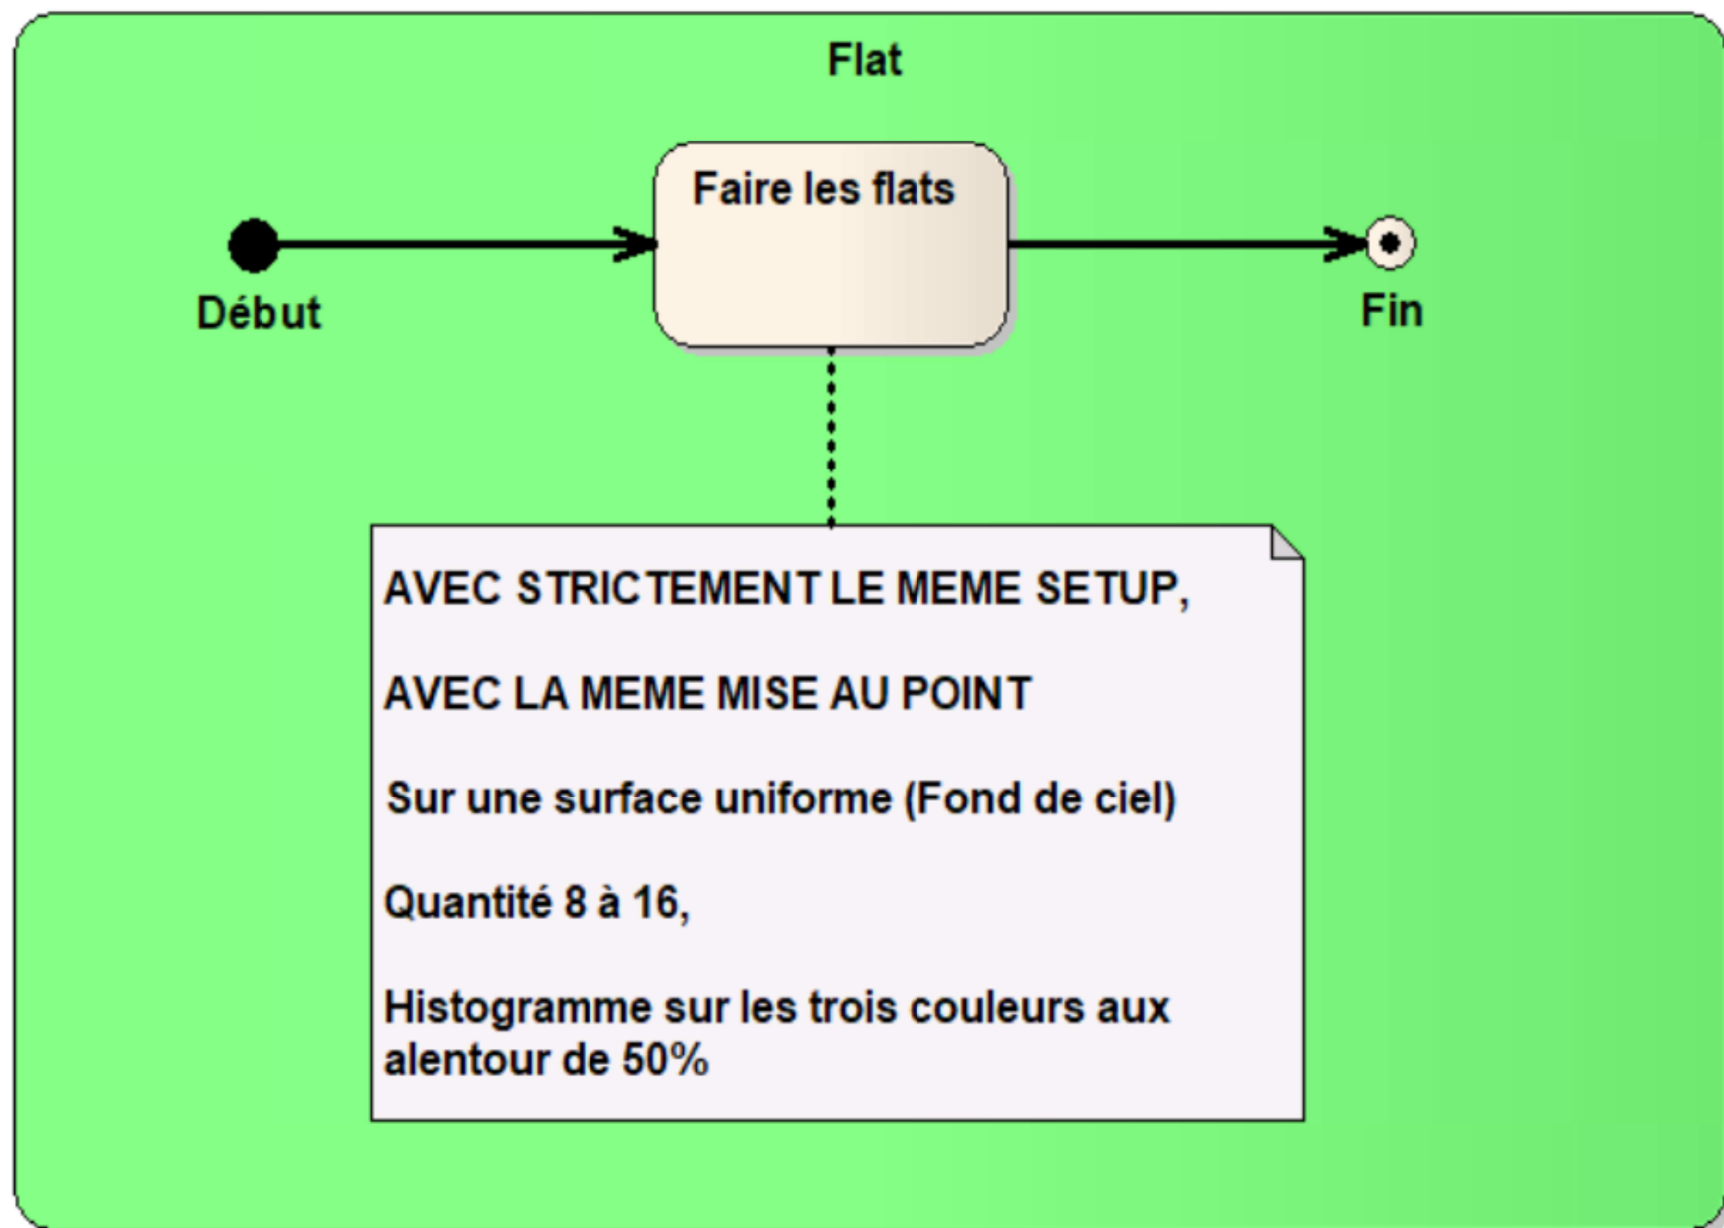 Flat
Faire les flats
Début
Fin
AVEC STRICTEMENT LE MEME SETUP,
AVEC LA MEME MISE AU POINT
Sur une surface uniforme (Fond de ciel)
Quantité 8 à 16,
Histogramme sur les trois couleurs aux
alentour de 50%